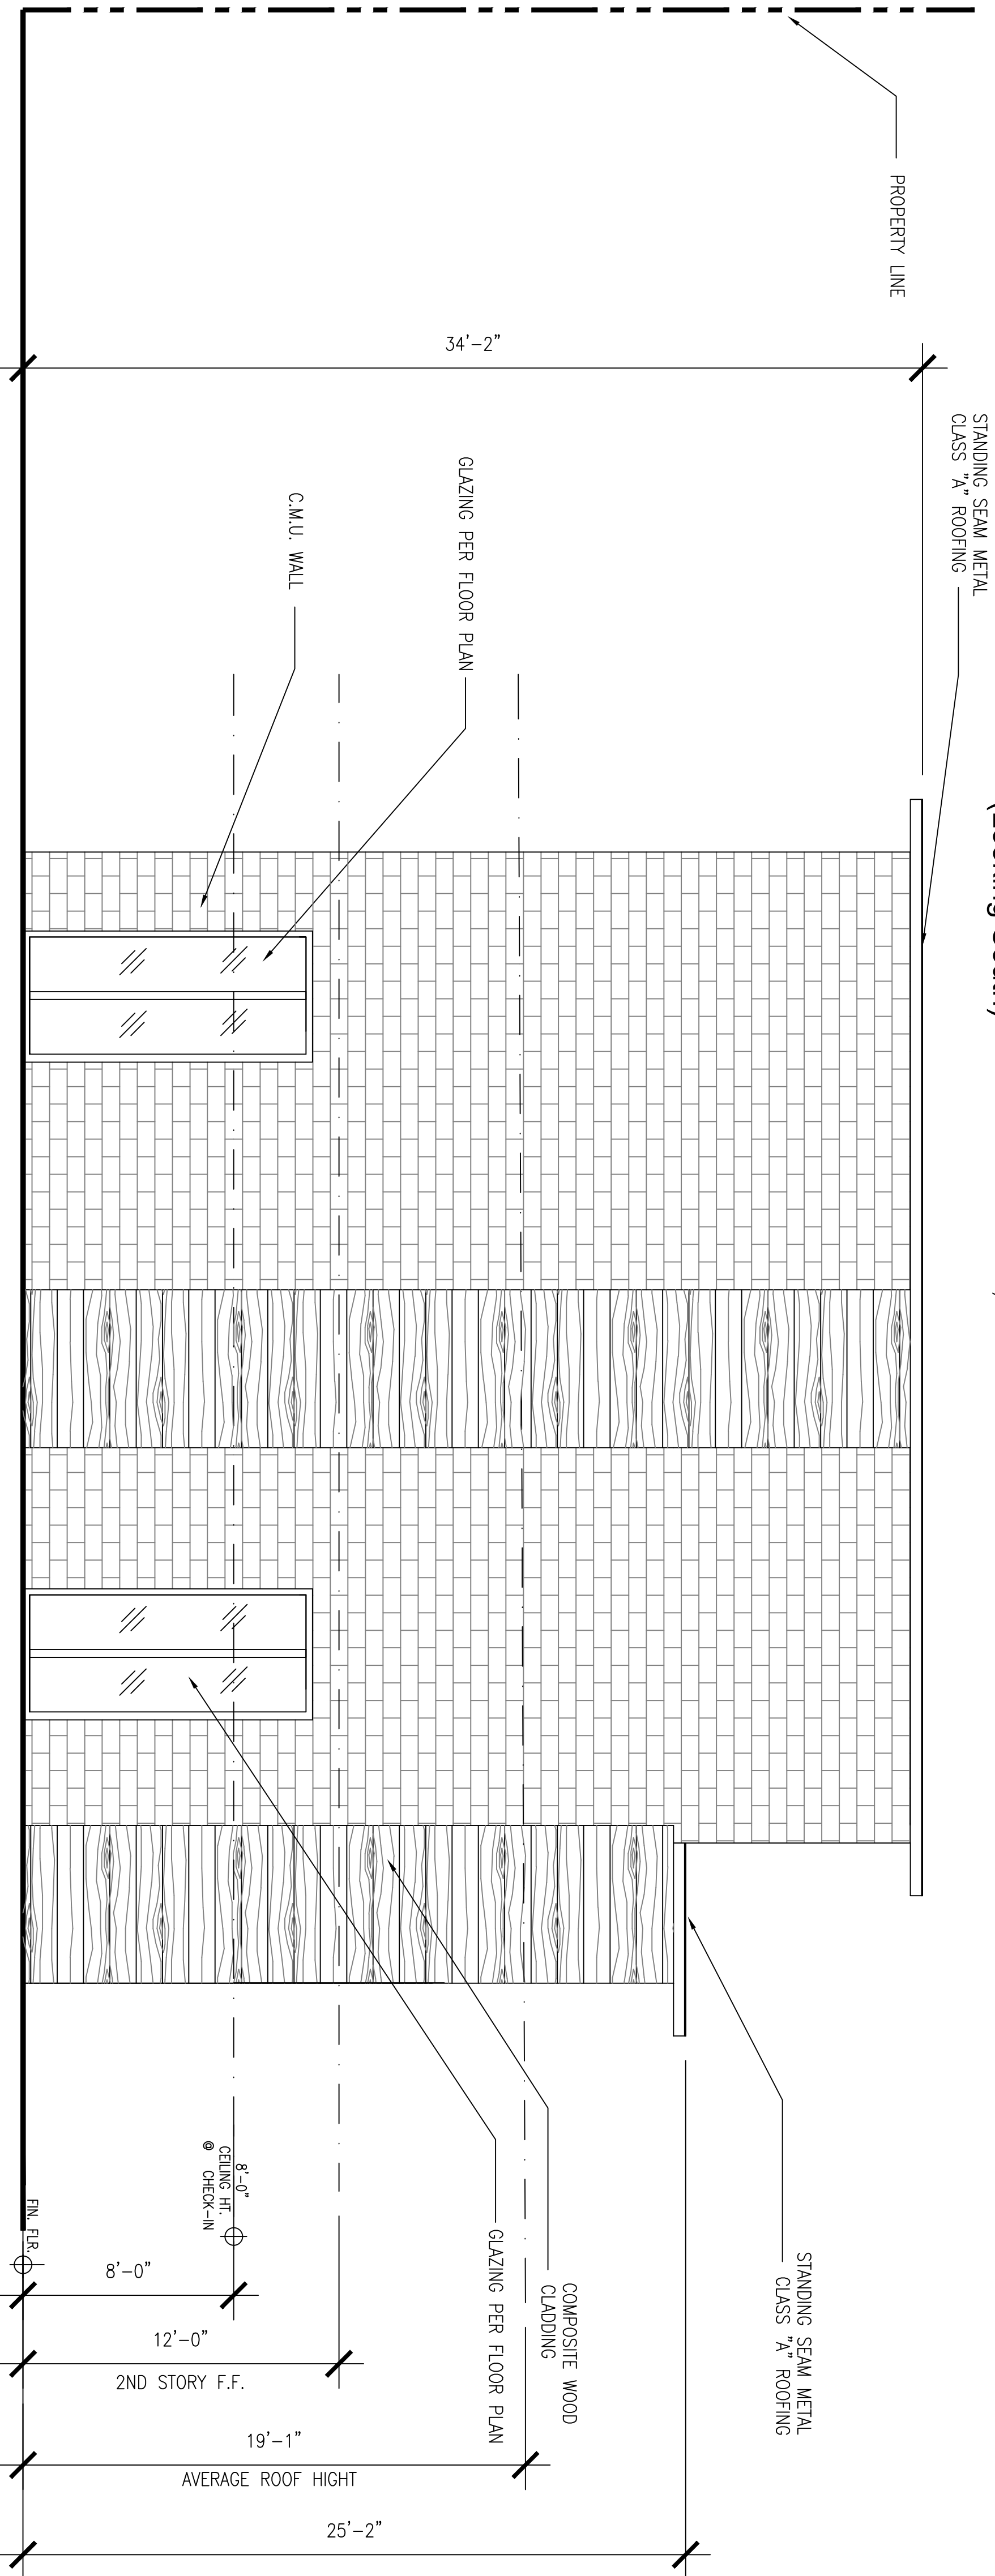 PROPERTY LINE
34'-2"
STANDING SEAM METAL
CLASS "A" ROOFING
GLAZING PER FLOOR PLAN
C.M.U. WALL
STANDING SEAM METAL
CLASS "A" ROOFING
COMPOSITE WOOD
CLADDING
GLAZING PER FLOOR PLAN
8'-0"
CEILING HT.
@ CHECK-IN
FIN. FLR.
8'-0"
12'-0"
2ND STORY F.F.
19'-1"
AVERAGE ROOF HIGHT
25'-2"